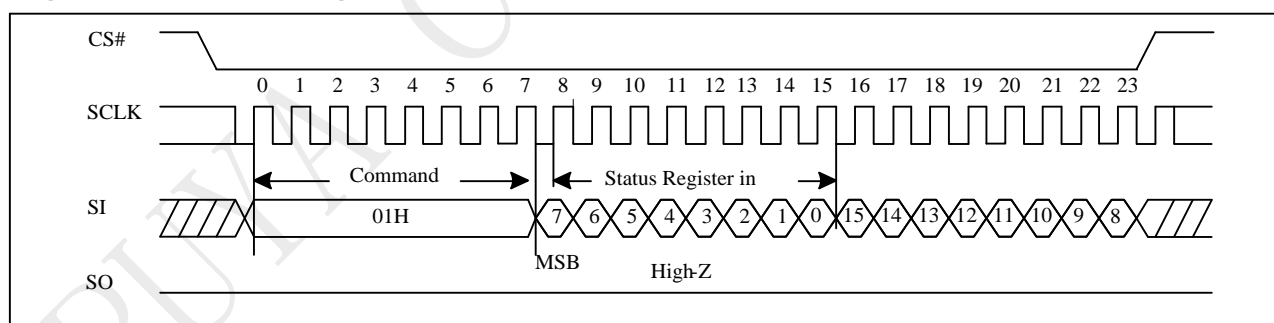 CS#
0 1 2 3 4 5 6 7 8 9 10 11 12 13 14 15 16 17 18 19 20 21 22 23
SCLK
Command Status Register in
SI 01H 7 6 5 4 3 2 1 0 15 14 13 12 11 10 9 8
MSB High-Z
SO
PUYA